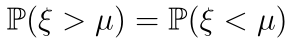 ℙ(ξ > μ) = ℙ(ξ < μ)